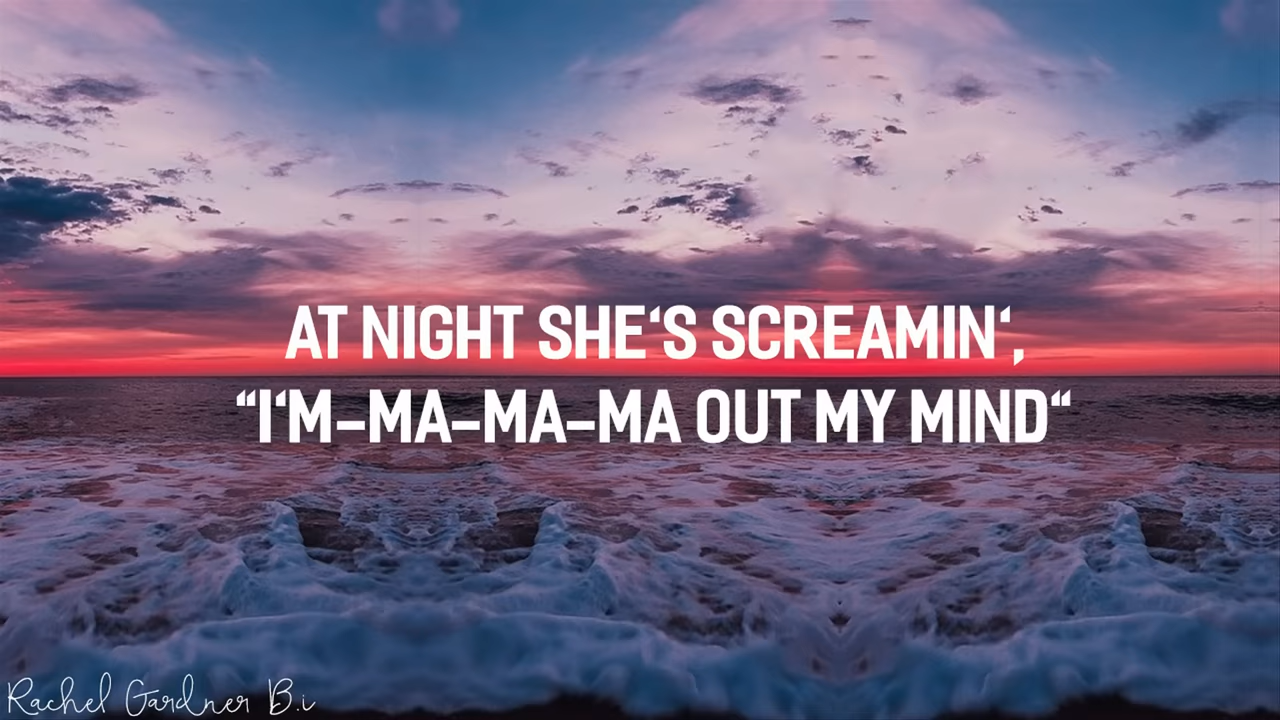 AT NIGHT SHE‘S SCREAMIN‘,
“I‘M-MA-MA-MA OUT MY MIND“
Rachel Gardner B.i